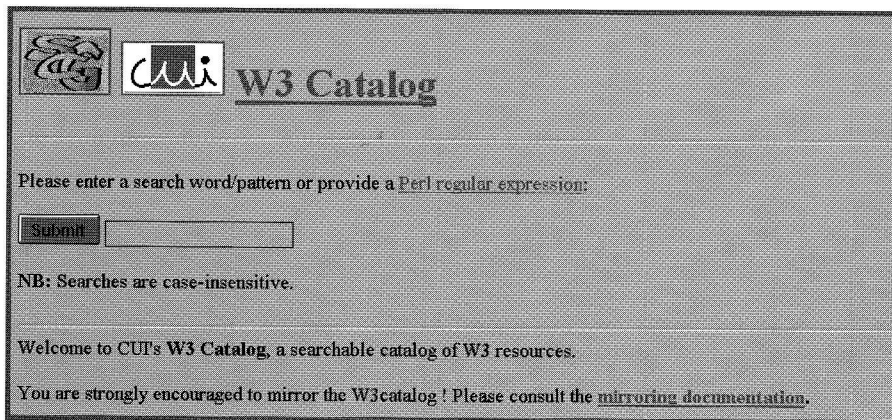 cui W3 Catalog
Please enter a search word/pattern or provide a Perl regular expression:
Submit
NB: Searches are case-insensitive.
Welcome to CUI's W3 Catalog, a searchable catalog of W3 resources.
You are strongly encouraged to mirror the W3catalog ! Please consult the mirroring documentation.